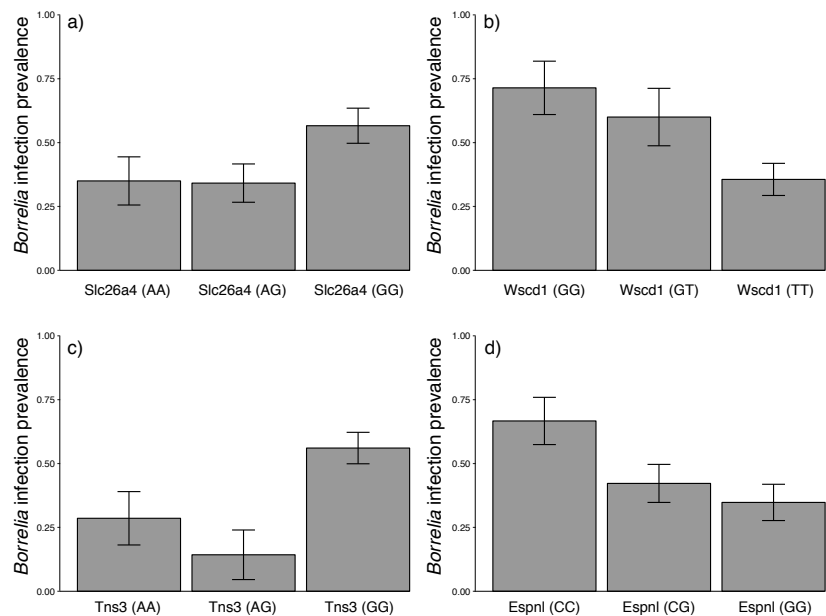 a)
Borrelia infection prevalence
1.00
0.75
0.50
0.25
0.00
Slc26a4 (AA) Slc26a4 (AG) Slc26a4 (GG)
b)
Borrelia infection prevalence
1.00
0.75
0.50
0.25
0.00
Wscd1 (GG) Wscd1 (GT) Wscd1 (TT)
c)
Borrelia infection prevalence
1.00
0.75
0.50
0.25
0.00
Tns3 (AA) Tns3 (AG) Tns3 (GG)
d)
Borrelia infection prevalence
1.00
0.75
0.50
0.25
0.00
Espnl (CC) Espnl (CG) Espnl (GG)